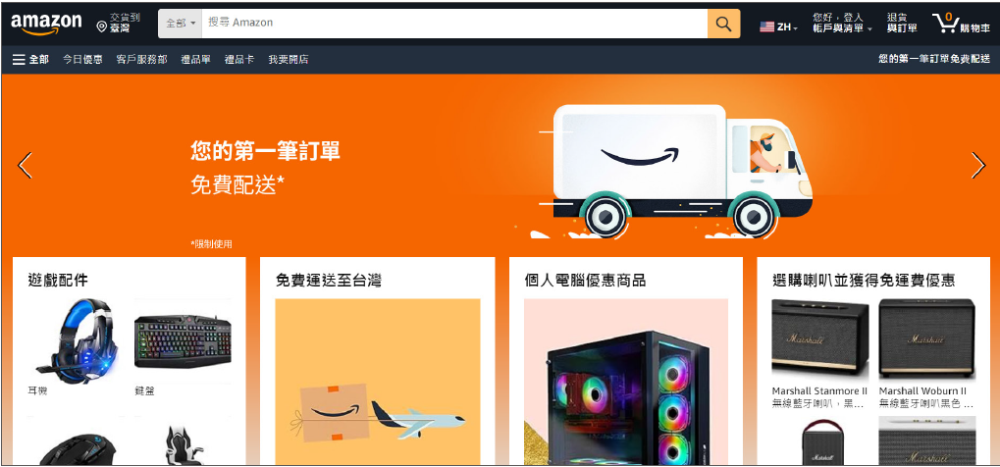 amazon
交貨到
臺灣
全部
搜尋 Amazon
ZH
您好，登入
帳戶與清單
退貨
與訂單
0
購物車
全部
今日優惠
客戶服務部
禮品單
禮品卡
我要開店
您的第一筆訂單免費配送
您的第一筆訂單
免費配送*
*限制使用
遊戲配件
耳機
鍵盤
免費運送至台灣
個人電腦優惠商品
選購喇叭並獲得免運費優惠
Marshall
Marshall
Marshall Stanmore II
無線藍牙喇叭，黑...
Marshall Woburn II
無線藍牙喇叭黑色 ...
Marshall
Marshall